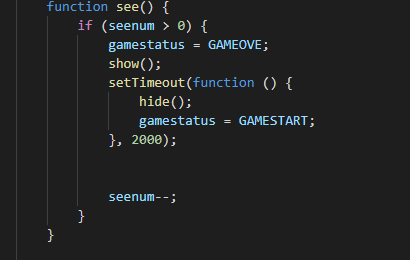 function see() {
if (seenum > 0) {
gamestatus = GAMEOVE;
show();
setTimeout(function () {
hide();
gamestatus = GAMESTART;
}, 2000);
seenum--;
}
}